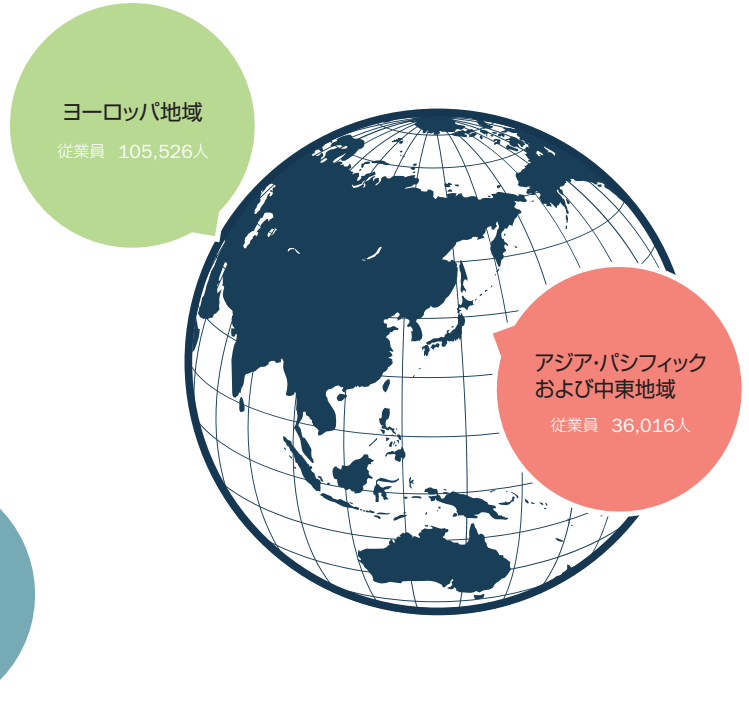 ヨーロッパ地域
従業員 105,526人
アジア・パシフィック
および中東地域
従業員 36,016人